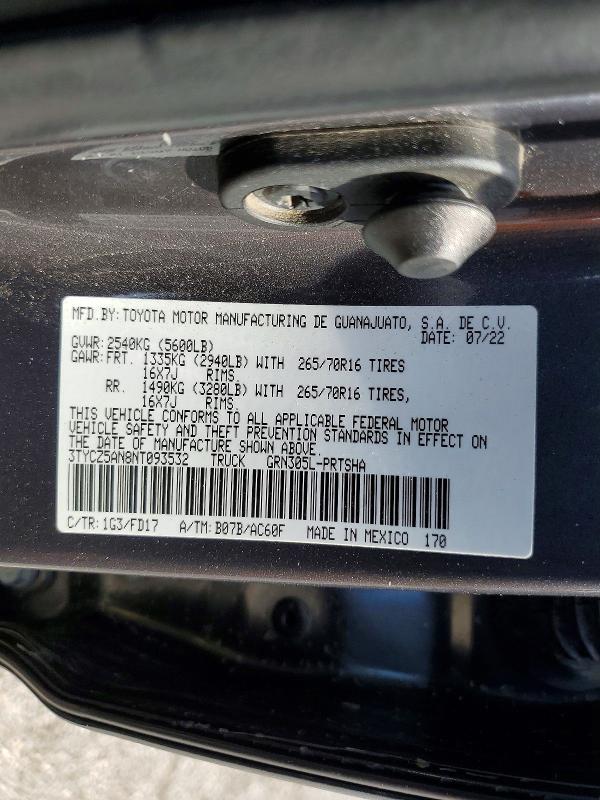 MFD.BY:TOYOTA MOTOR MANUFACTURING DE GUANAJUATO, S.A. DE C.V.
GVWR:2540KG (5600LB) DATE: 07/22
GAWR:FRT. 1335KG (2940LB) WITH 265/70R16 TIRES
16X7J RIMS.
RR. 1490KG (3280LB) WITH 265/70R16 TIRES,
16X7J RIMS.
THIS VEHICLE CONFORMS TO ALL APPLICABLE FEDERAL MOTOR
VEHICLE SAFETY AND THEFT PREVENTION STANDARDS IN EFFECT ON
THE DATE OF MANUFACTURE SHOWN ABOVE.
3TYCZ5AN8NT093532 TRUCK GRN305L-PRTSHA
C/TR:1G3/FD17 A/TM:B07B/AC60F MADE IN MEXICO 170